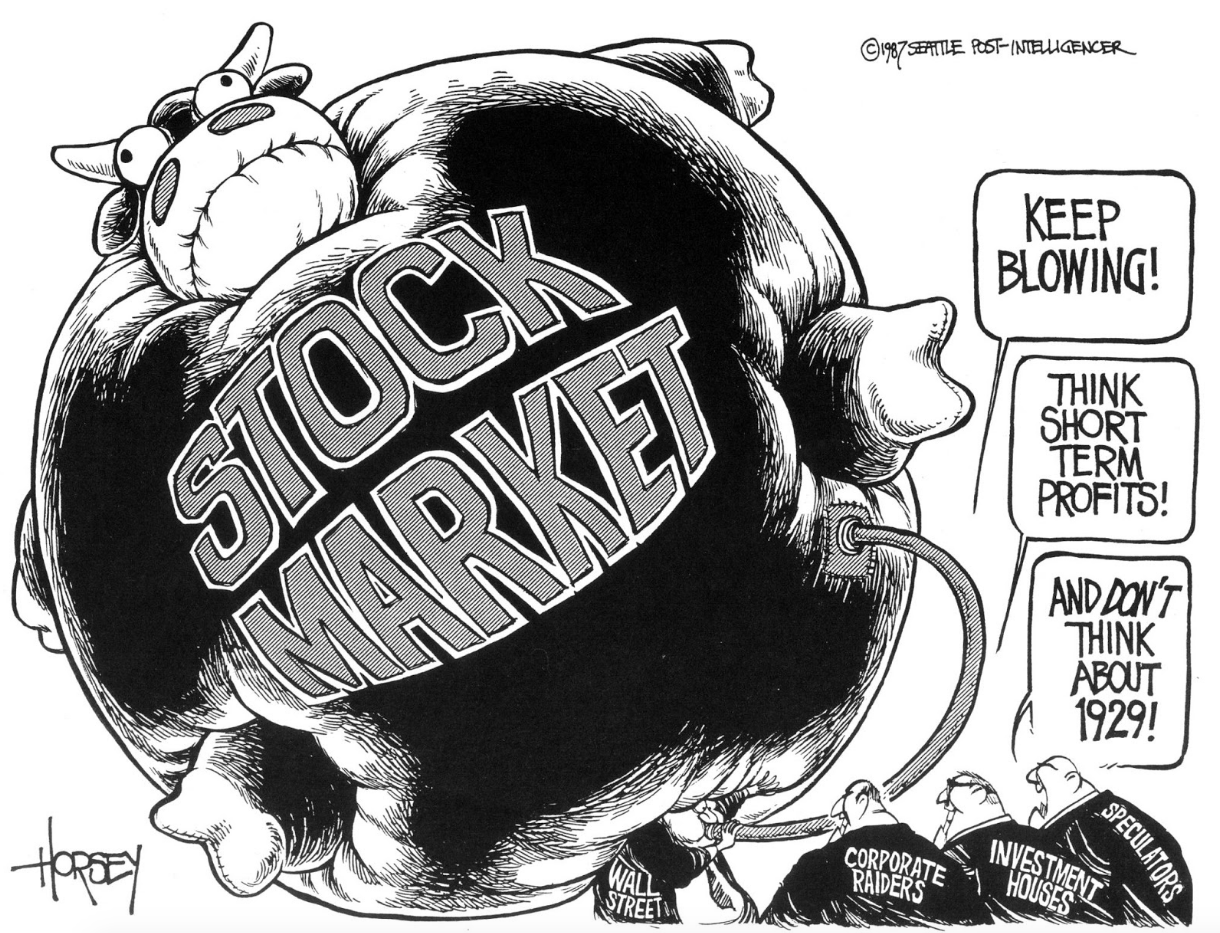 ©1987 SEATTLE POST-INTELLIGENCER
KEEP
BLOWING!
THINK
SHORT
TERM
PROFITS!
AND DON'T
THINK
ABOUT
1929!
STOCK
MARKET
WALL
STREET
CORPORATE
RAIDERS
INVESTMENT
HOUSES
SPECULATORS
HORSEY